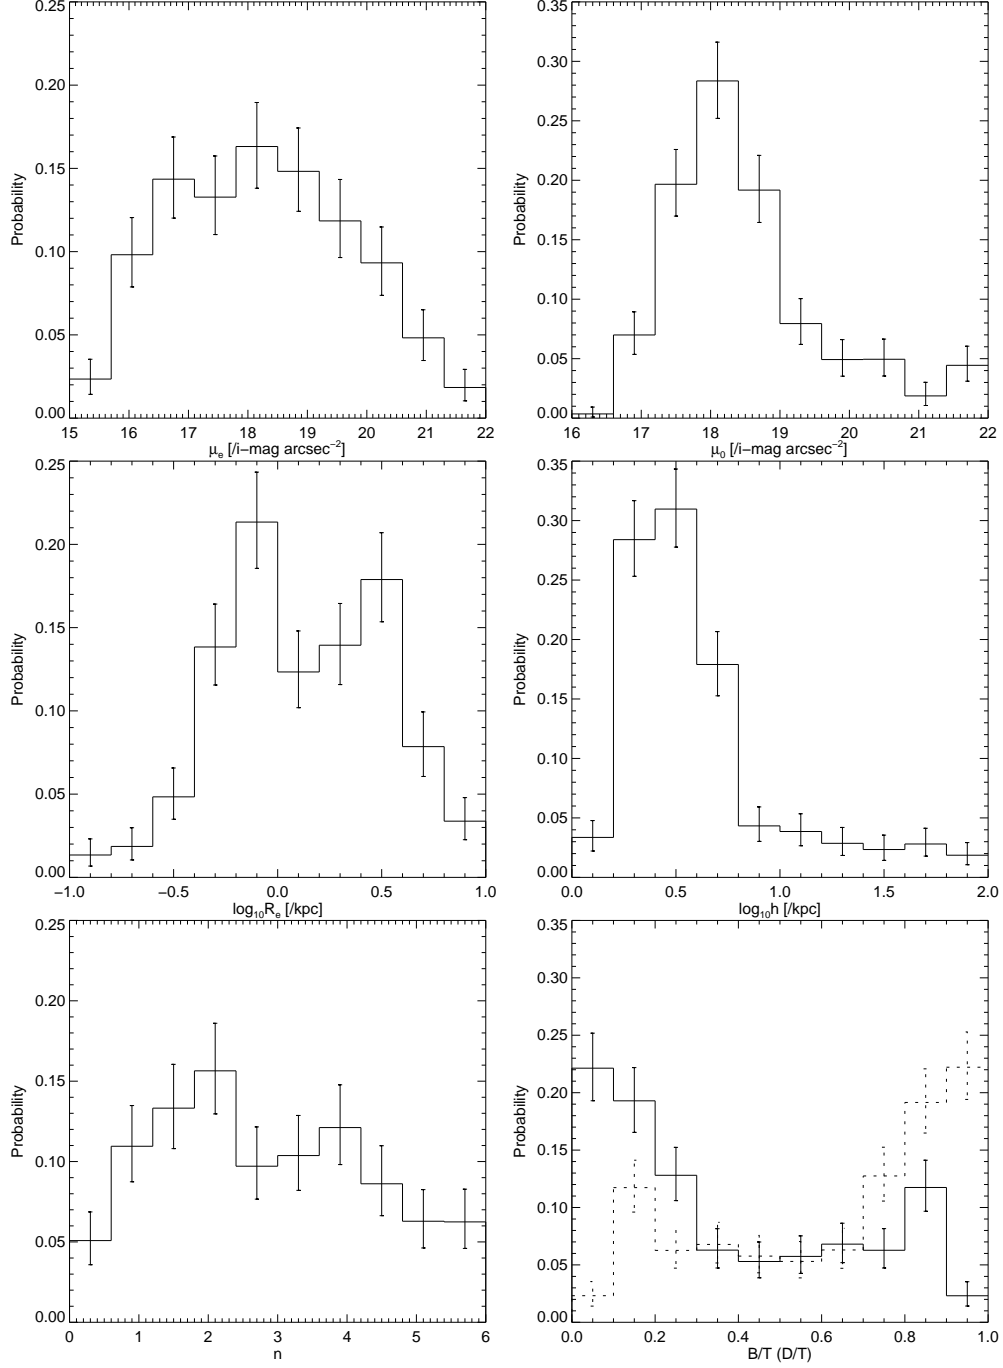 0.25
0.20
0.15
0.10
0.05
0.00
Probability
15 16 17 18 19 20 21 22
μe [/i−mag arcsec−2]
0.35
0.30
0.25
0.20
0.15
0.10
0.05
0.00
Probability
16 17 18 19 20 21 22
μ0 [/i−mag arcsec−2]
0.25
0.20
0.15
0.10
0.05
0.00
Probability
−1.0 −0.5 0.0 0.5 1.0
log10Re [/kpc]
0.35
0.30
0.25
0.20
0.15
0.10
0.05
0.00
Probability
0.0 0.5 1.0 1.5 2.0
log10h [/kpc]
0.25
0.20
0.15
0.10
0.05
0.00
Probability
0 1 2 3 4 5 6
n
0.35
0.30
0.25
0.20
0.15
0.10
0.05
0.00
Probability
0.0 0.2 0.4 0.6 0.8 1.0
B/T (D/T)